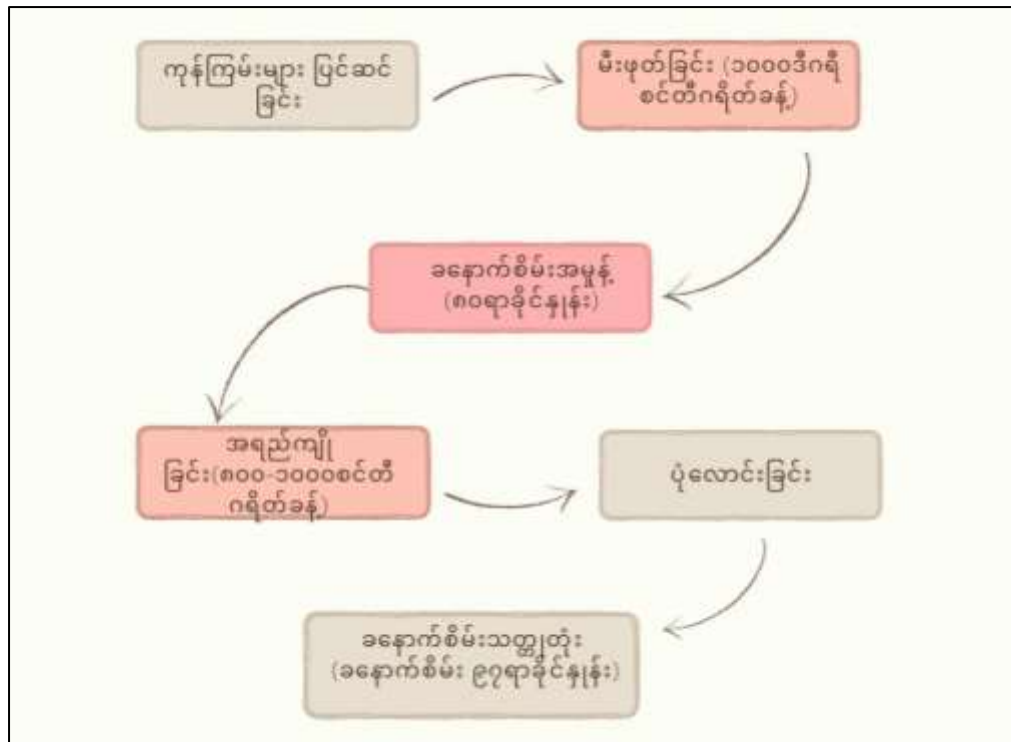 ကုန်ကြမ်းများ ပြင်ဆင်
ခြင်း
မီးဖုတ်ခြင်း (၁၀၀၀ဒီဂရီ
စင်တီဂရိတ်ခန့်)
ခနောက်စိမ်းအမှုန့်
(၈၀ရာခိုင်နှုန်း)
အရည်ကျို
ခြင်း(၈၀၀-၁၀၀၀စင်တီ
ဂရိတ်ခန့်)
ပုံလောင်းခြင်း
ခနောက်စိမ်းသတ္တုတုံး
(ခနောက်စိမ်း ၉၇ရာခိုင်နှုန်း)